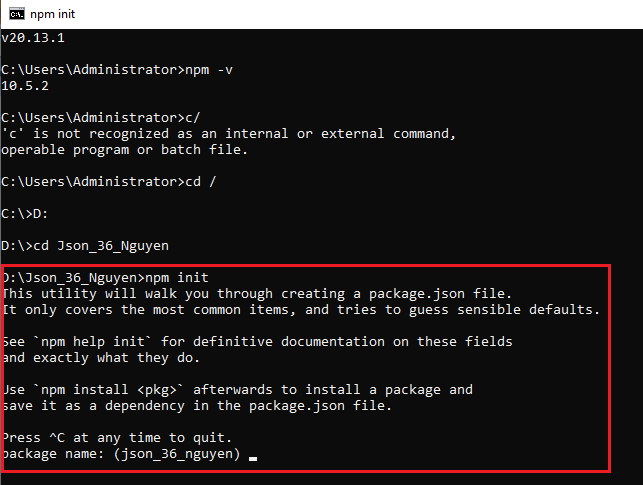 npm init
v20.13.1
C:\Users\Administrator>npm -v
10.5.2
C:\Users\Administrator>c/
'c' is not recognized as an internal or external command,
operable program or batch file.
C:\Users\Administrator>cd /
C:\>D:
D:\>cd Json_36_Nguyen
D:\Json_36_Nguyen>npm init
This utility will walk you through creating a package.json file.
It only covers the most common items, and tries to guess sensible defaults.
See `npm help init` for definitive documentation on these fields
and exactly what they do.
Use `npm install <pkg>` afterwards to install a package and
save it as a dependency in the package.json file.
Press ^C at any time to quit.
package name: (json_36_nguyen)